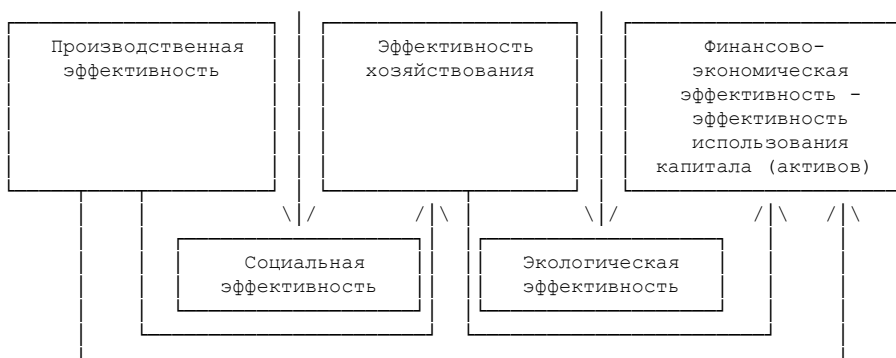 Производственная
эффективность
Эффективность
хозяйствования
Финансово-
экономическая
эффективность -
эффективность
использования
капитала (активов)
Социальная
эффективность
Экологическая
эффективность